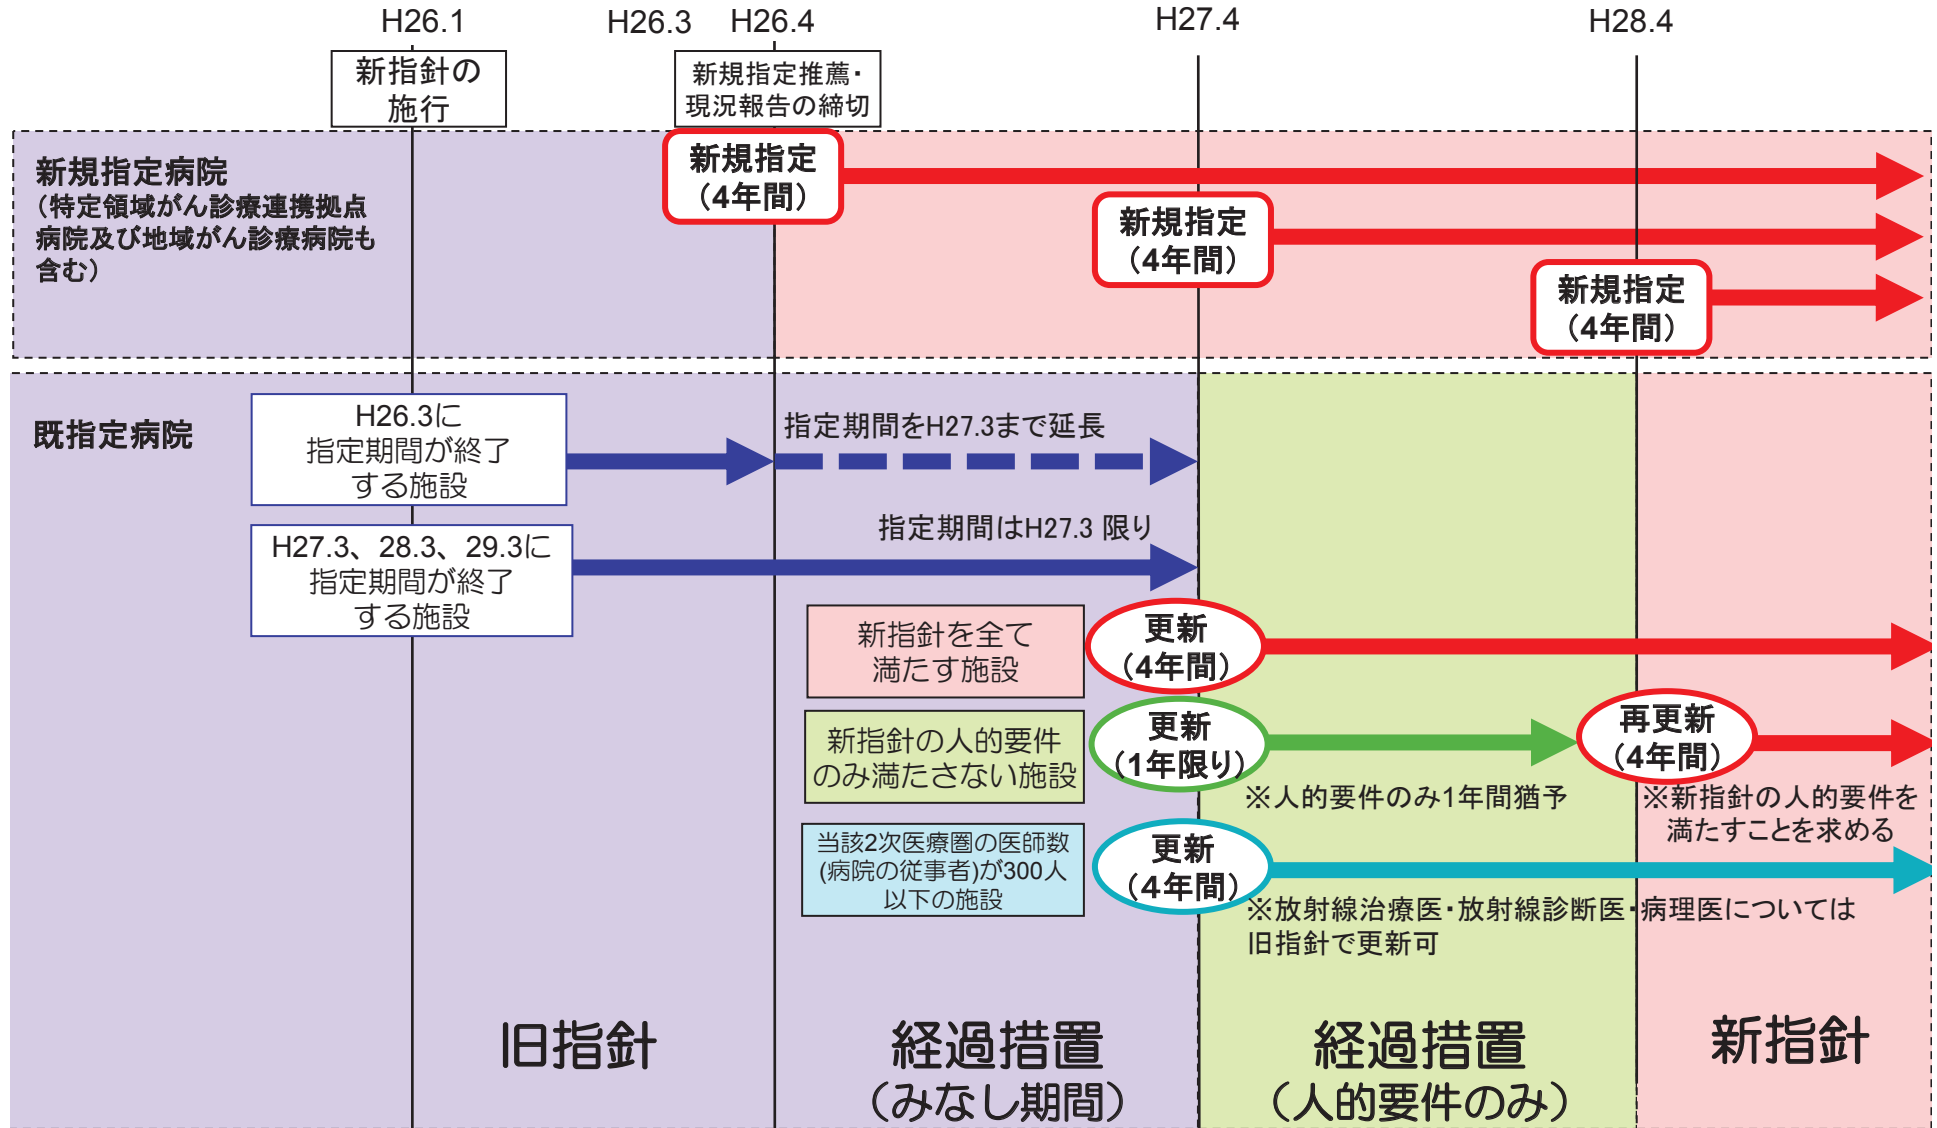 H26.1
H26.3
H26.4
H27.4
H28.4
新指針の
施行
新規指定推薦・
現況報告の締切
新規指定病院
（特定領域がん診療連携拠点
病院及び地域がん診療病院も
含む）
新規指定
（4年間）
新規指定
（4年間）
新規指定
（4年間）
既指定病院
H26.3に
指定期間が終了
する施設
指定期間をH27.3まで延長
H27.3、28.3、29.3に
指定期間が終了
する施設
指定期間はH27.3 限り
新指針を全て
満たす施設
更新
（4年間）
新指針の人的要件
のみ満たさない施設
更新
（1年限り）
※人的要件のみ1年間猶予
再更新
（4年間）
※新指針の人的要件を
満たすことを求める
当該2次医療圏の医師数
(病院の従事者)が300人
以下の施設
更新
（4年間）
※放射線治療医・放射線診断医・病理医については
旧指針で更新可
旧指針
経過措置
（みなし期間）
経過措置
（人的要件のみ）
新指針